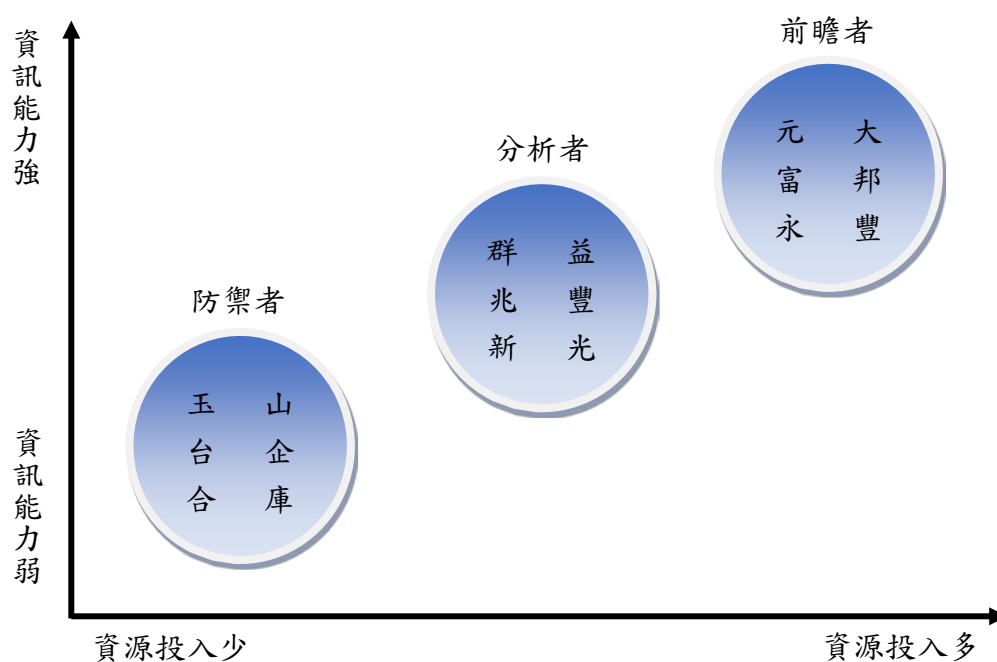 資訊能力強
前瞻者
元大
富邦
永豐
分析者
群益
兆豐
新光
防禦者
玉山
台企
合庫
資訊能力弱
資源投入少
資源投入多